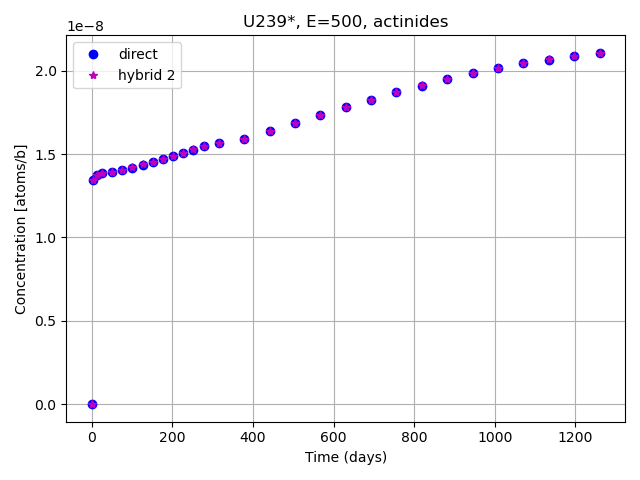 U239*, E=500, actinides
1e−8
direct
hybrid 2
Concentration [atoms/b]
2.0
1.5
1.0
0.5
0.0
0 200 400 600 800 1000 1200
Time (days)